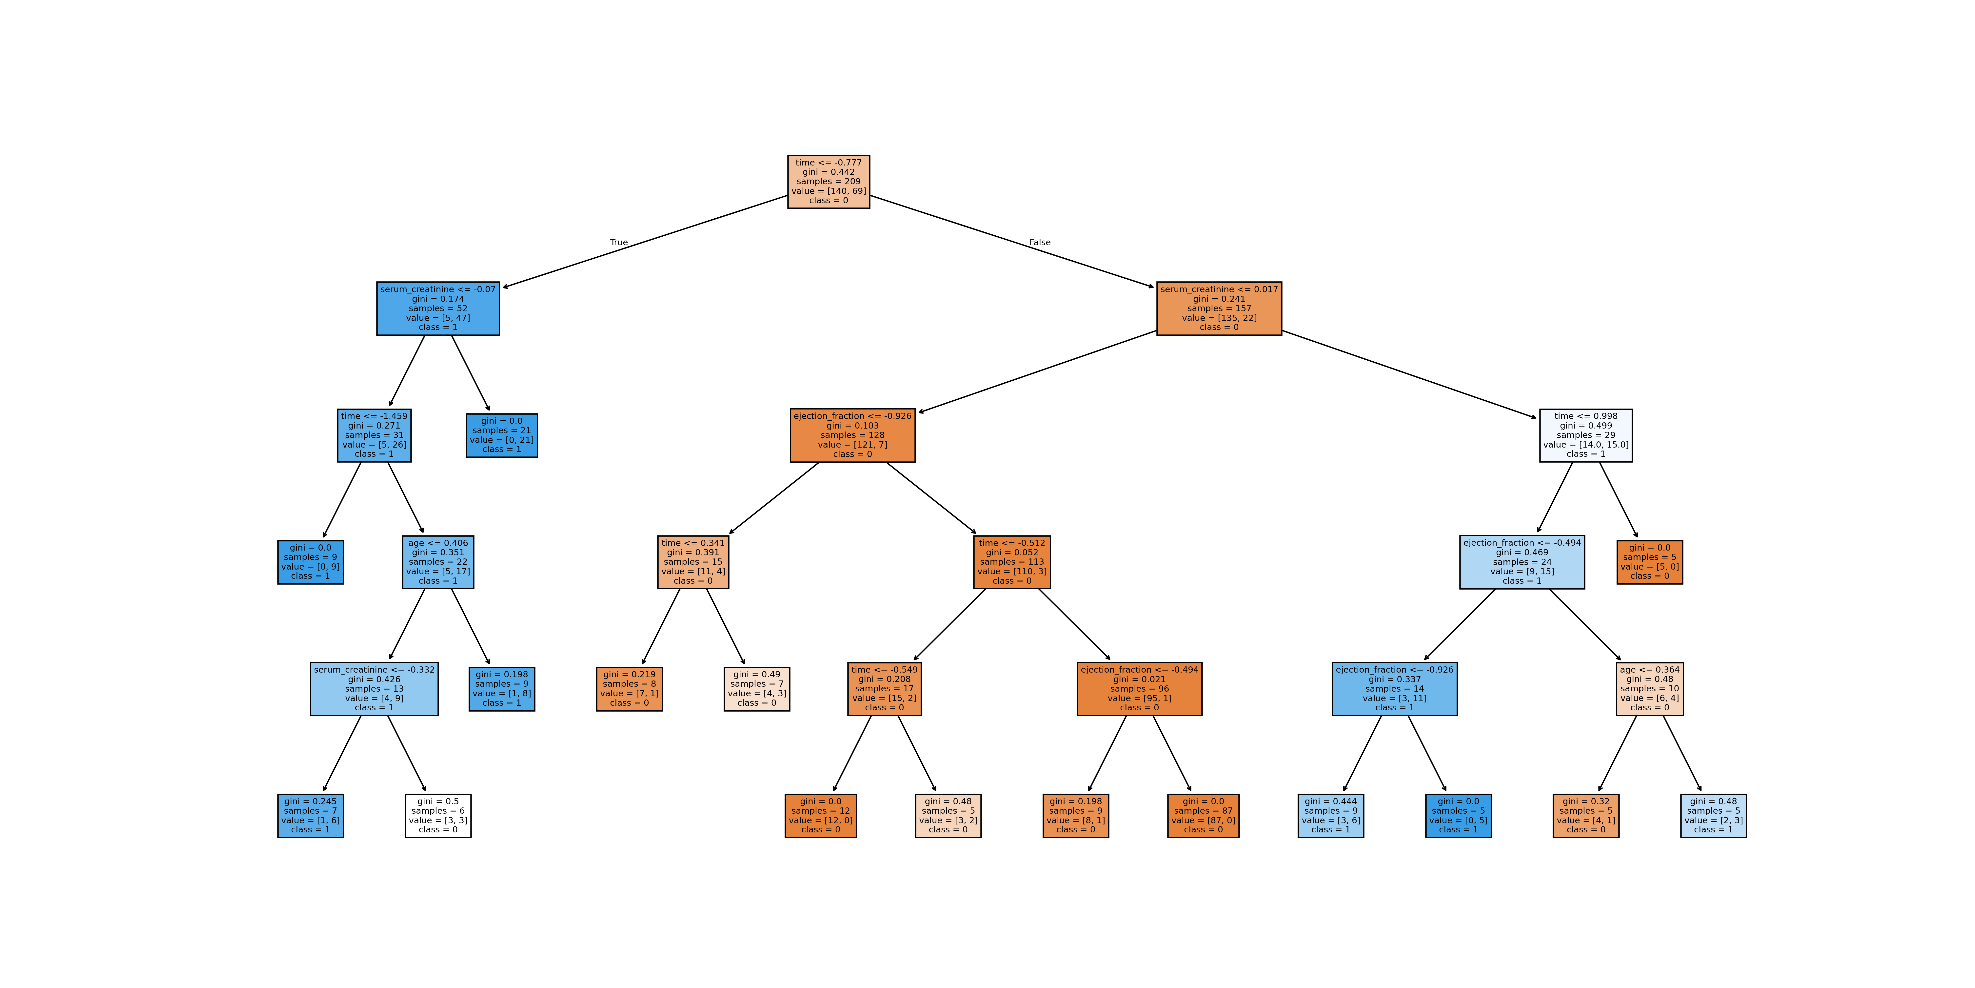 time <= -0.777
gini = 0.442
samples = 209
value = [140, 69]
class = 0
True
False
serum_creatinine <= -0.07
gini = 0.174
samples = 52
value = [5, 47]
class = 1
serum_creatinine <= 0.017
gini = 0.241
samples = 157
value = [135, 22]
class = 0
time <= -1.459
gini = 0.271
samples = 31
value = [5, 26]
class = 1
gini = 0.0
samples = 21
value = [0, 21]
class = 1
ejection_fraction <= -0.926
gini = 0.103
samples = 128
value = [121, 7]
class = 0
time <= 0.998
gini = 0.499
samples = 29
value = [14.0, 15.0]
class = 1
gini = 0.0
samples = 9
value = [0, 9]
class = 1
age <= 0.406
gini = 0.351
samples = 22
value = [5, 17]
class = 1
time <= 0.341
gini = 0.391
samples = 15
value = [11, 4]
class = 0
time <= -0.512
gini = 0.052
samples = 113
value = [110, 3]
class = 0
ejection_fraction <= -0.494
gini = 0.469
samples = 24
value = [9, 15]
class = 1
gini = 0.0
samples = 5
value = [5, 0]
class = 0
serum_creatinine <= -0.332
gini = 0.426
samples = 13
value = [4, 9]
class = 1
gini = 0.198
samples = 9
value = [1, 8]
class = 1
gini = 0.219
samples = 8
value = [7, 1]
class = 0
gini = 0.49
samples = 7
value = [4, 3]
class = 0
time <= -0.549
gini = 0.208
samples = 17
value = [15, 2]
class = 0
ejection_fraction <= -0.494
gini = 0.021
samples = 96
value = [95, 1]
class = 0
ejection_fraction <= -0.926
gini = 0.337
samples = 14
value = [3, 11]
class = 1
age <= 0.364
gini = 0.48
samples = 10
value = [6, 4]
class = 0
gini = 0.245
samples = 7
value = [1, 6]
class = 1
gini = 0.5
samples = 6
value = [3, 3]
class = 0
gini = 0.0
samples = 12
value = [12, 0]
class = 0
gini = 0.48
samples = 5
value = [3, 2]
class = 0
gini = 0.198
samples = 9
value = [8, 1]
class = 0
gini = 0.0
samples = 87
value = [87, 0]
class = 0
gini = 0.444
samples = 9
value = [3, 6]
class = 1
gini = 0.0
samples = 5
value = [0, 5]
class = 1
gini = 0.32
samples = 5
value = [4, 1]
class = 0
gini = 0.48
samples = 5
value = [2, 3]
class = 1